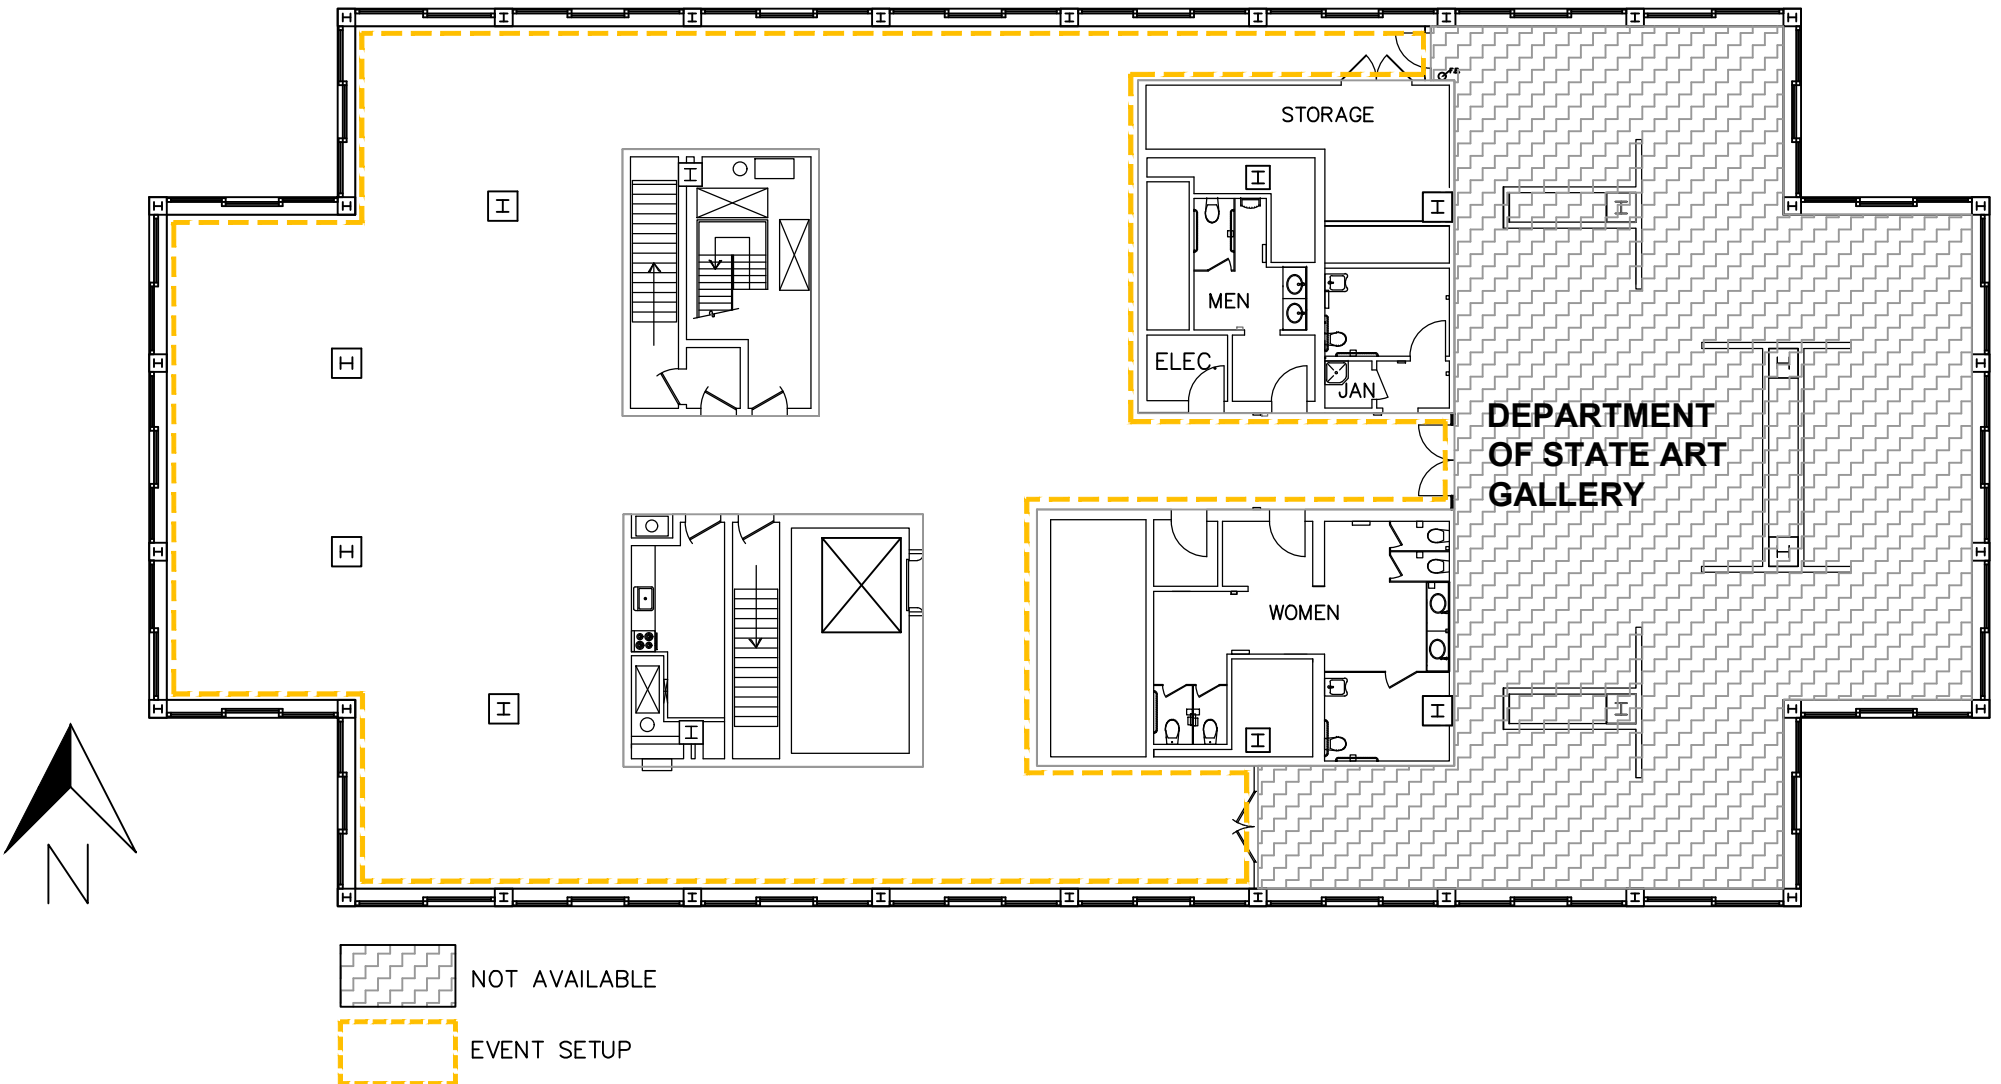 STORAGE
MEN
ELEC.
JAN
DEPARTMENT
OF STATE ART
GALLERY
WOMEN
N
NOT AVAILABLE
EVENT SETUP